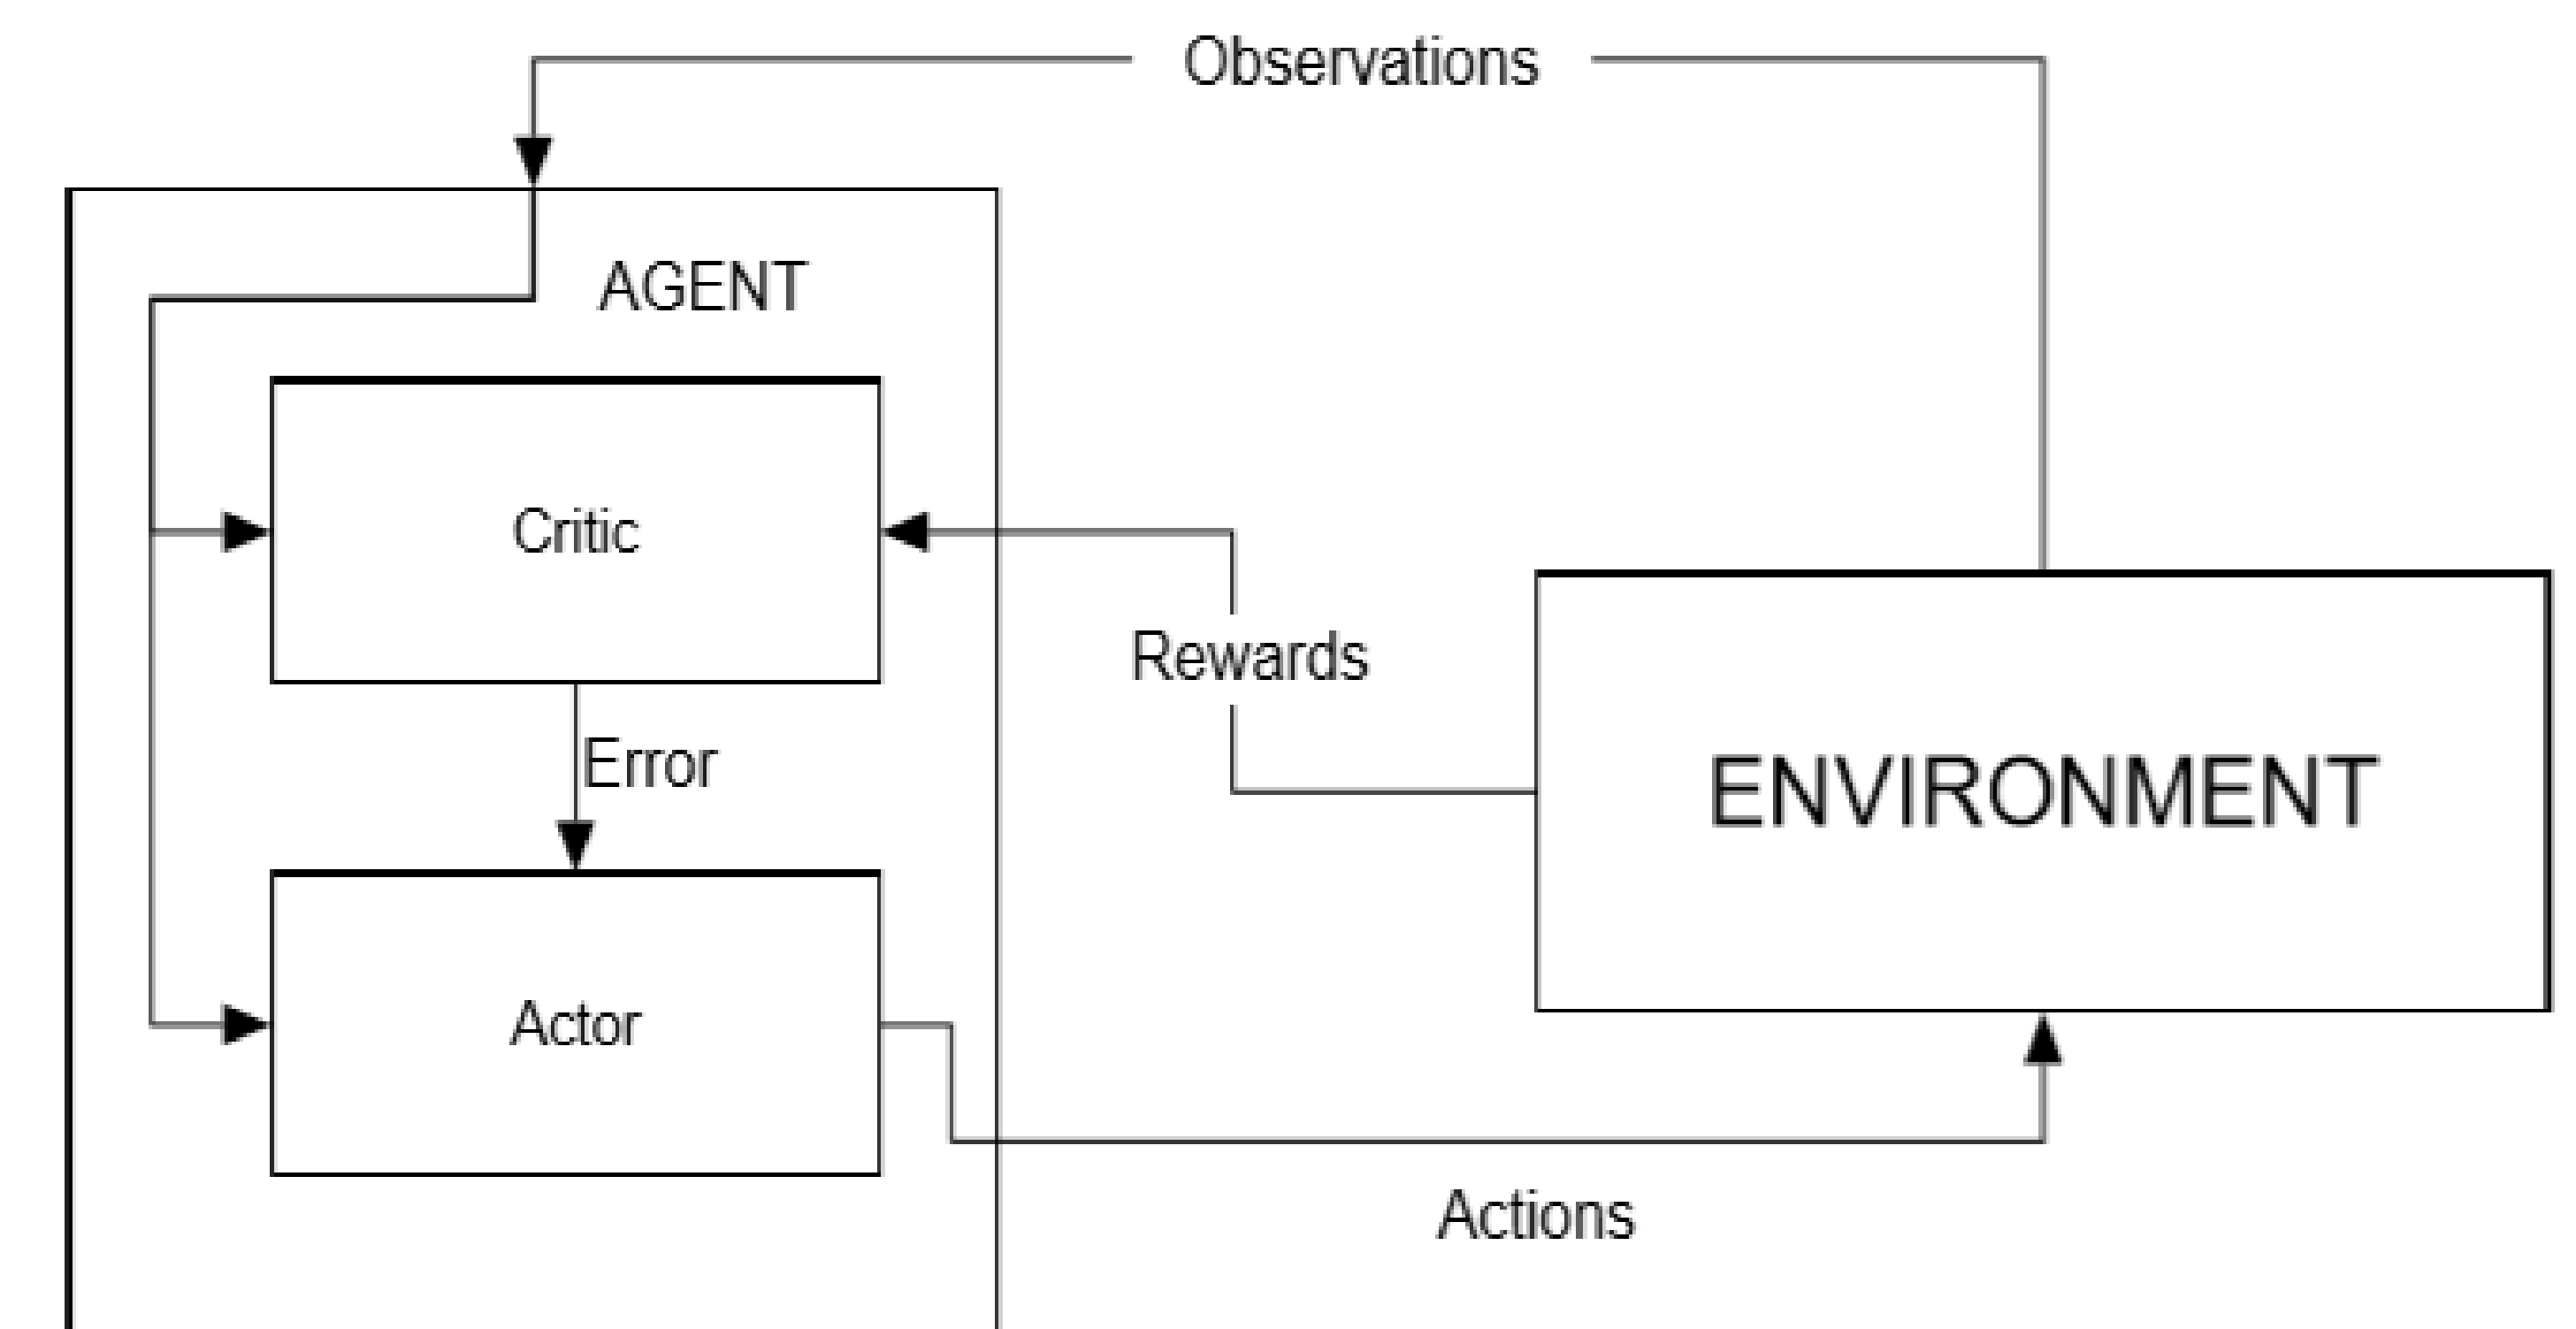 Observations
AGENT
Critic
Rewards
Error
ENVIRONMENT
Actor
Actions